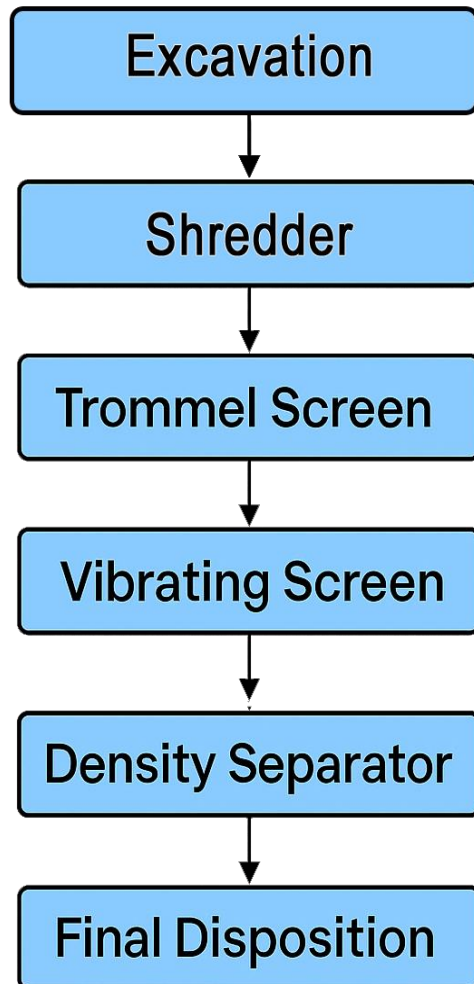 Excavation
Shredder
Trommel Screen
Vibrating Screen
Density Separator
Final Disposition